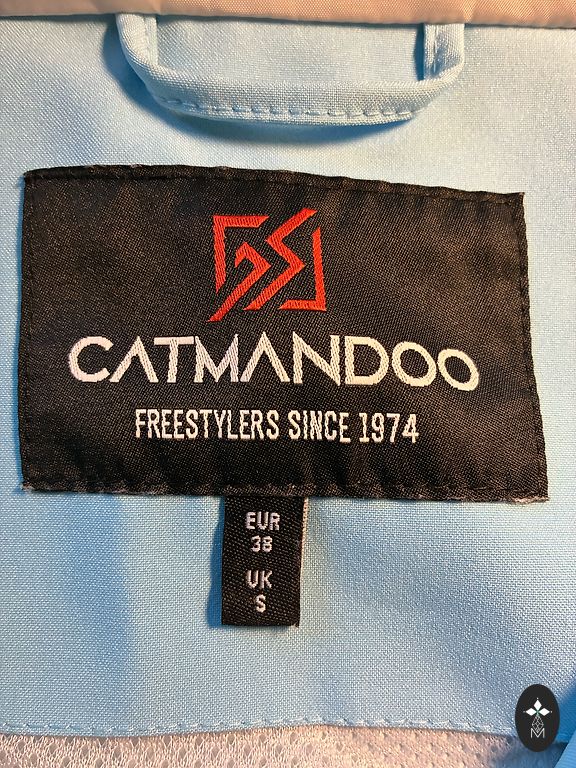 CATMANDOO
FREESTYLERS SINCE 1974
EUR
38
UK
S